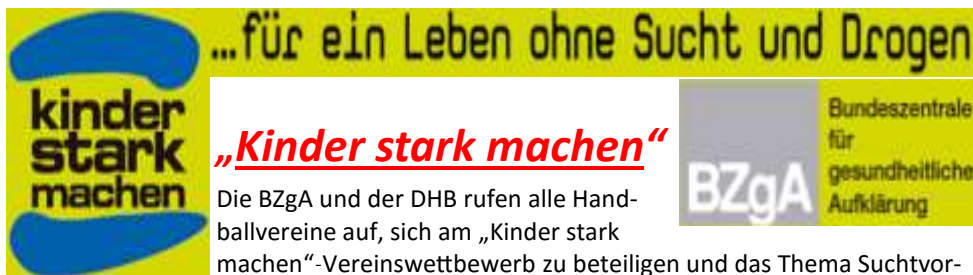 ...für ein Leben ohne Sucht und Drogen
kinder
stark
machen
„Kinder stark machen“
Die BZgA und der DHB rufen alle Hand-
ballvereine auf, sich am „Kinder stark
machen“-Vereinswettbewerb zu beteiligen und das Thema Suchtvor-
BZgA
Bundeszentrale
für
gesundheitliche
Aufklärung